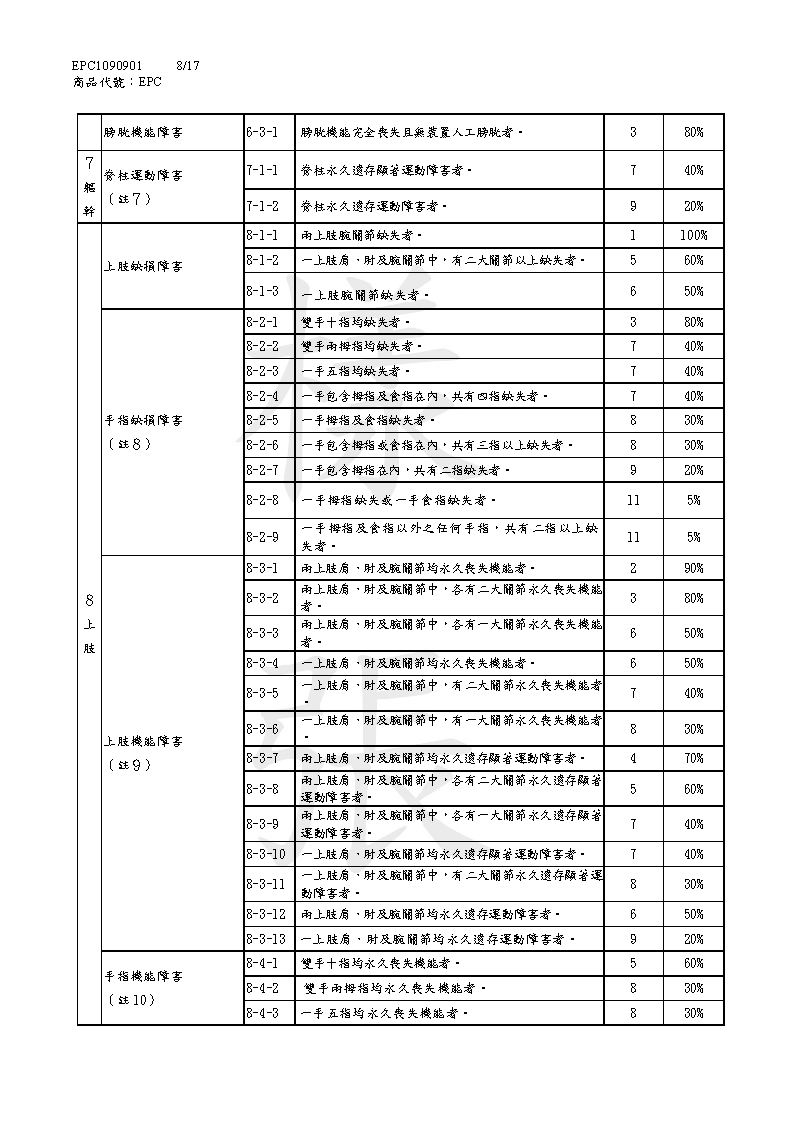 EPC1090901 8/17
商品代號：EPC
膀胱機能障害 6-3-1 膀胱機能完全喪失且無裝置人工膀胱者。 3 80%
7 軀幹
脊柱運動障害
（註７）
7-1-1 脊柱永久遺存顯著運動障害者。 7 40%
7-1-2 脊柱永久遺存運動障害者。 9 20%
8 上肢
上肢缺損障害
8-1-1 兩上肢腕關節缺失者。 1 100%
8-1-2 一上肢肩、肘及腕關節中，有二大關節以上缺失者。 5 60%
8-1-3 一上肢腕關節缺失者。 6 50%
手指缺損障害
（註８）
8-2-1 雙手十指均缺失者。 3 80%
8-2-2 雙手兩拇指均缺失者。 7 40%
8-2-3 一手五指均缺失者。 7 40%
8-2-4 一手包含拇指及食指在內，共有四指缺失者。 7 40%
8-2-5 一手拇指及食指缺失者。 8 30%
8-2-6 一手包含拇指或食指在內，共有三指以上缺失者。 8 30%
8-2-7 一手包含拇指在內，共有二指缺失者。 9 20%
8-2-8 一手拇指缺失或一手食指缺失者。 11 5%
8-2-9 一手拇指及食指以外之任何手指，共有二指以上缺
失者。 11 5%
上肢機能障害
（註９）
8-3-1 兩上肢肩、肘及腕關節均永久喪失機能者。 2 90%
8-3-2 兩上肢肩、肘及腕關節中，各有二大關節永久喪失機能
者。 3 80%
8-3-3 兩上肢肩、肘及腕關節中，各有一大關節永久喪失機能
者。 6 50%
8-3-4 一上肢肩、肘及腕關節均永久喪失機能者。 6 50%
8-3-5 一上肢肩、肘及腕關節中，有二大關節永久喪失機能者
。 7 40%
8-3-6 一上肢肩、肘及腕關節中，有一大關節永久喪失機能者
。 8 30%
8-3-7 兩上肢肩、肘及腕關節均永久遺存顯著運動障害者。 4 70%
8-3-8 兩上肢肩、肘及腕關節中，各有二大關節永久遺存顯著
運動障害者。 5 60%
8-3-9 兩上肢肩、肘及腕關節中，各有一大關節永久遺存顯著
運動障害者。 7 40%
8-3-10 一上肢肩、肘及腕關節均永久遺存顯著運動障害者。 7 40%
8-3-11 一上肢肩、肘及腕關節中，有二大關節永久遺存顯著運
動障害者。 8 30%
8-3-12 兩上肢肩、肘及腕關節均永久遺存運動障害者。 6 50%
8-3-13 一上肢肩、肘及腕關節均永久遺存運動障害者。 9 20%
手指機能障害
（註10）
8-4-1 雙手十指均永久喪失機能者。 5 60%
8-4-2 雙手兩拇指均永久喪失機能者。 8 30%
8-4-3 一手五指均永久喪失機能者。 8 30%
樣
張